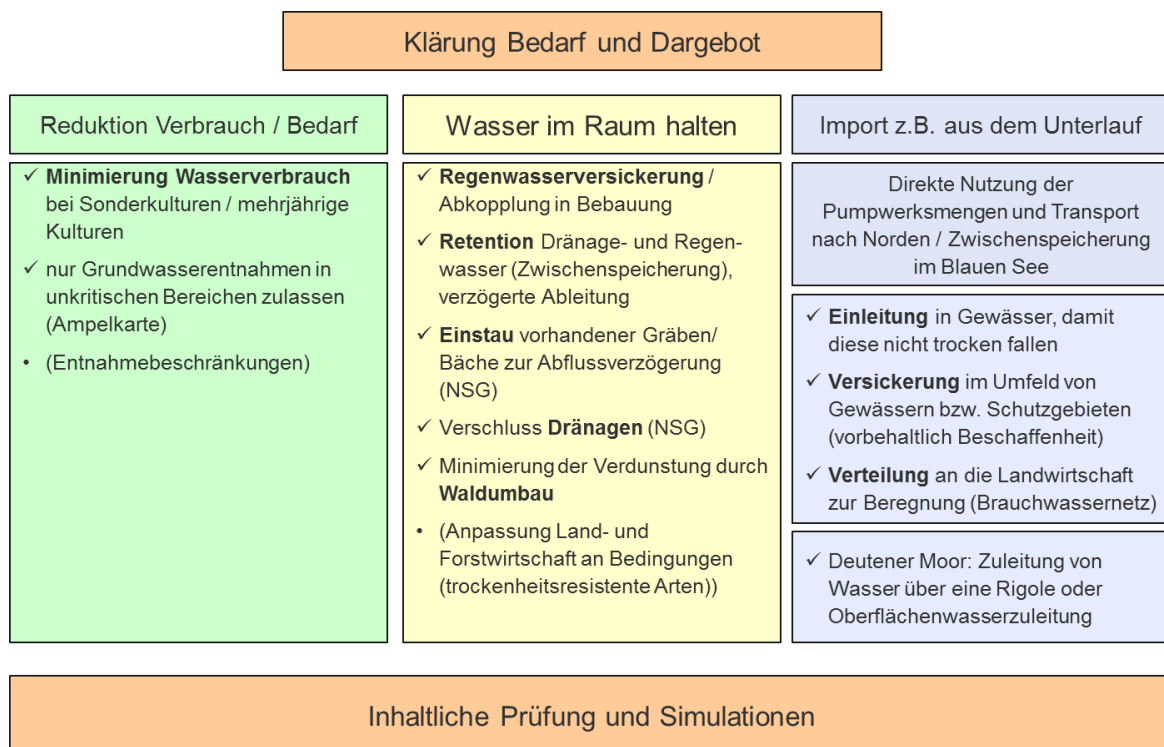 Klärung Bedarf und Dargebot
Reduktion Verbrauch / Bedarf
✓ Minimierung Wasserverbrauch
bei Sonderkulturen / mehrjährige
Kulturen
✓ nur Grundwasserentnahmen in
unkritischen Bereichen zulassen
(Ampelkarte)
• (Entnahmebeschränkungen)
Wasser im Raum halten
✓ Regenwasserversickerung /
Abkopplung in Bebauung
✓ Retention Dränage- und Regen-
wasser (Zwischenspeicherung),
verzögerte Ableitung
✓ Einstau vorhandener Gräben/
Bäche zur Abflussverzögerung
(NSG)
✓ Verschluss Dränagen (NSG)
✓ Minimierung der Verdunstung durch
Waldumbau
• (Anpassung Land- und
Forstwirtschaft an Bedingungen
(trockenheitsresistente Arten))
Import z.B. aus dem Unterlauf
Direkte Nutzung der
Pumpwerksmengen und Transport
nach Norden / Zwischenspeicherung
im Blauen See
✓ Einleitung in Gewässer, damit
diese nicht trocken fallen
✓ Versickerung im Umfeld von
Gewässern bzw. Schutzgebieten
(vorbehaltlich Beschaffenheit)
✓ Verteilung an die Landwirtschaft
zur Beregnung (Brauchwassernetz)
✓ Deutener Moor: Zuleitung von
Wasser über eine Rigole oder
Oberflächenwasserzuleitung
Inhaltliche Prüfung und Simulationen